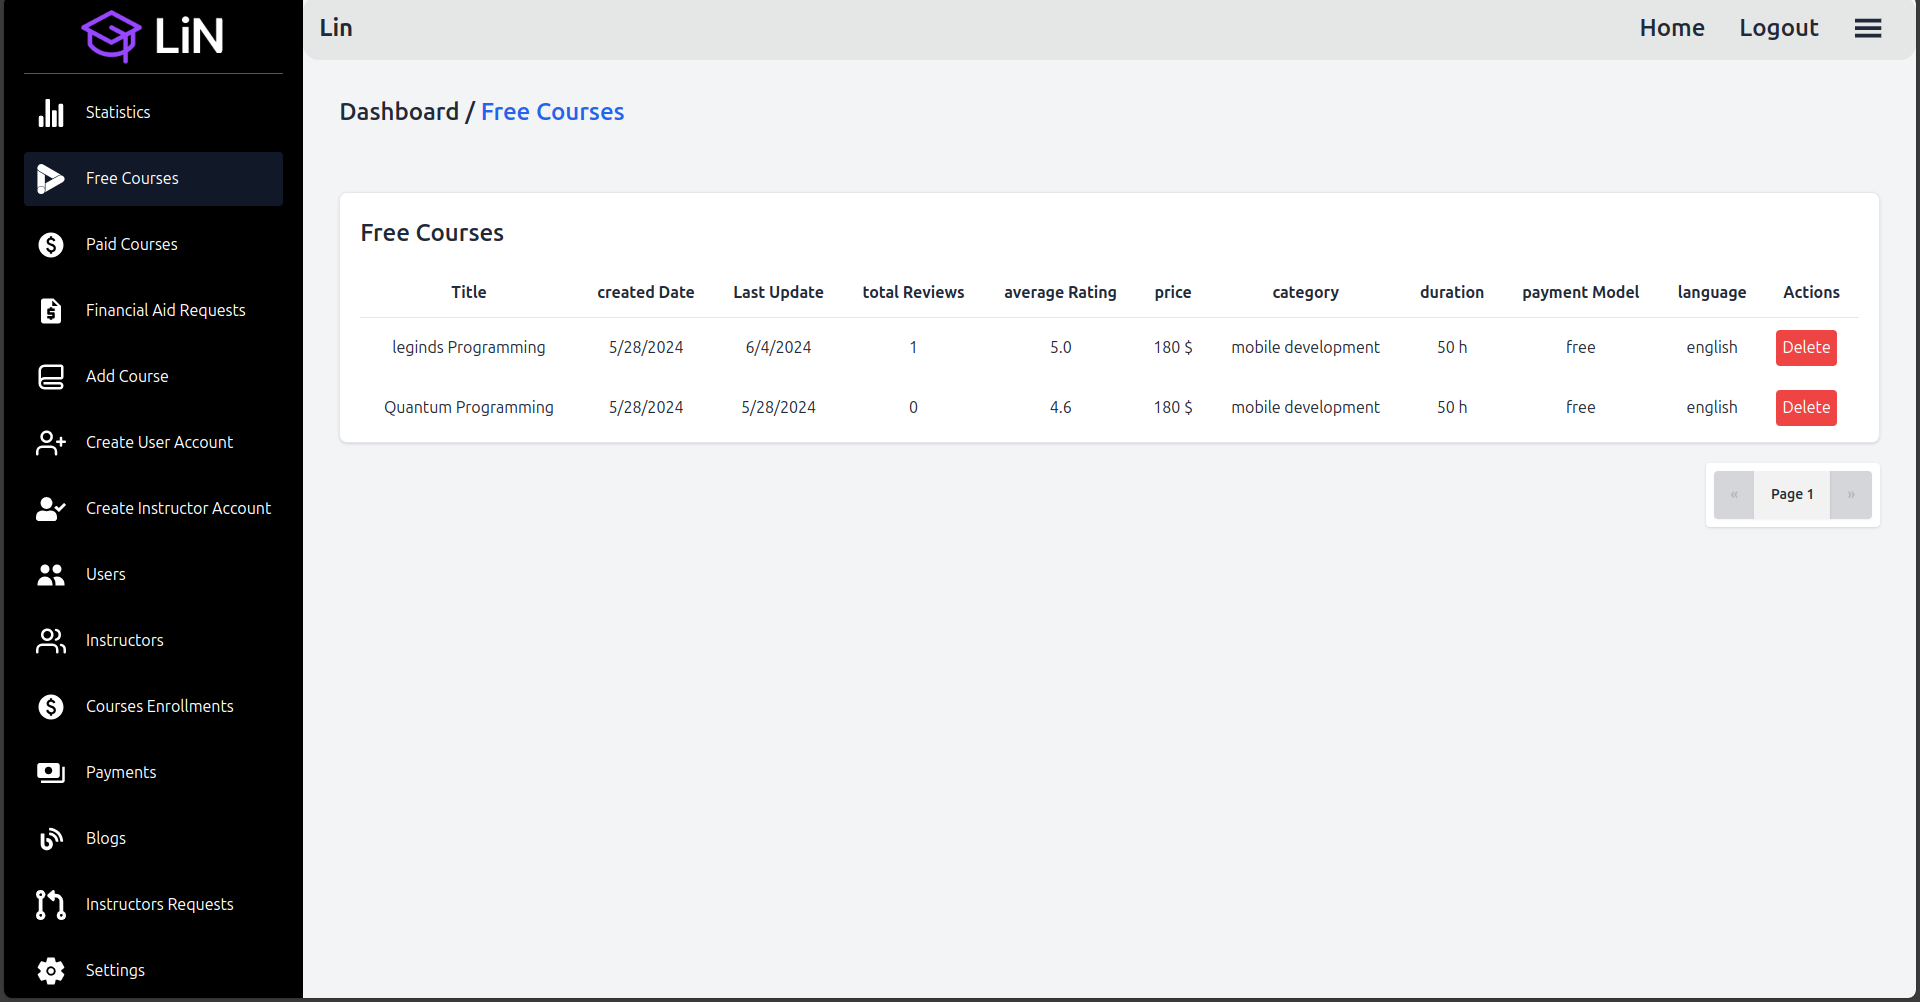 LiN
Statistics
Free Courses
Paid Courses
Financial Aid Requests
Add Course
Create User Account
Create Instructor Account
Users
Instructors
Courses Enrollments
Payments
Blogs
Instructors Requests
Settings
Lin Home Logout
Dashboard / Free Courses
Free Courses
Title created Date Last Update total Reviews average Rating price category duration payment Model language Actions
leginds Programming 5/28/2024 6/4/2024 1 5.0 180 $ mobile development 50 h free english Delete
Quantum Programming 5/28/2024 5/28/2024 0 4.6 180 $ mobile development 50 h free english Delete
« Page 1 »